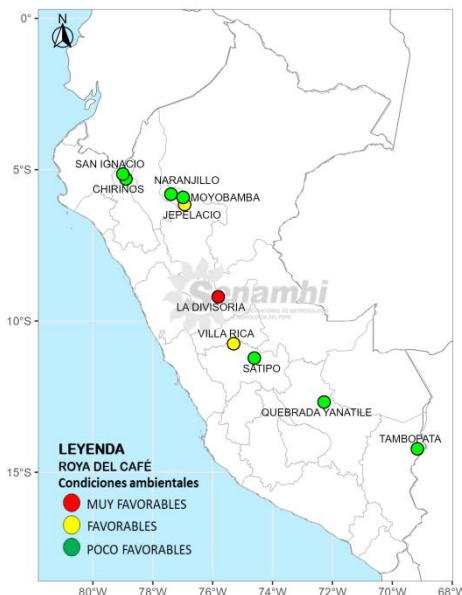 N
0°
SAN IGNACIO
CHIRINOS
NARANJILLO
MOYOBAMBA
JEPELACIO
5°S
Senamhi
LA DIVISORIA
10°S
VILLA RICA
SATIPO
QUEBRADA YANATILE
TAMBOPATA
15°S
LEYENDA
ROYA DEL CAFÉ
Condiciones ambientales
MUY FAVORABLES
FAVORABLES
POCO FAVORABLES
80°W 78°W 76°W 74°W 72°W 70°W 68°W